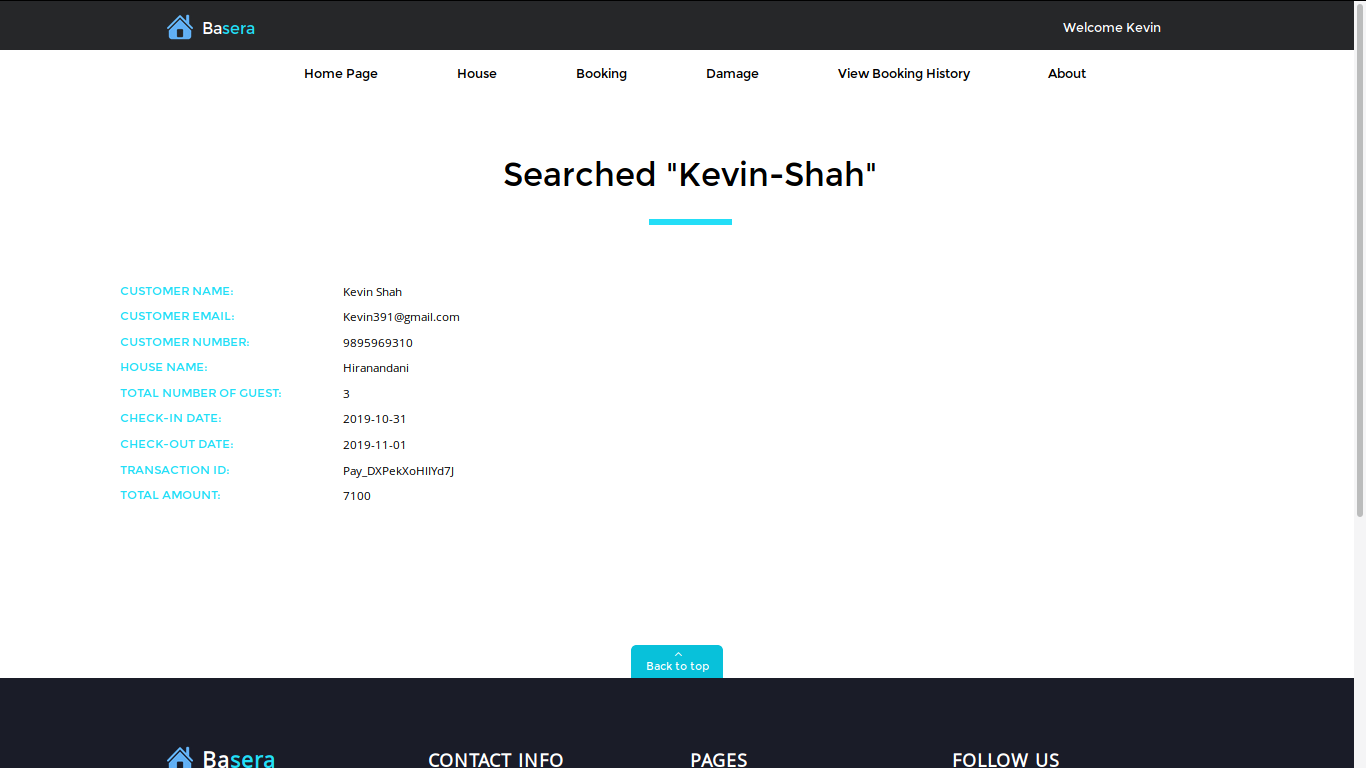 Basera
Welcome Kevin
Home Page House Booking Damage View Booking History About
Searched "Kevin-Shah"
CUSTOMER NAME: Kevin Shah
CUSTOMER EMAIL: Kevin391@gmail.com
CUSTOMER NUMBER: 9895969310
HOUSE NAME: Hiranandani
TOTAL NUMBER OF GUEST: 3
CHECK-IN DATE: 2019-10-31
CHECK-OUT DATE: 2019-11-01
TRANSACTION ID: Pay_DXPekXoHlIYd7J
TOTAL AMOUNT: 7100
Back to top
Basera CONTACT INFO PAGES FOLLOW US